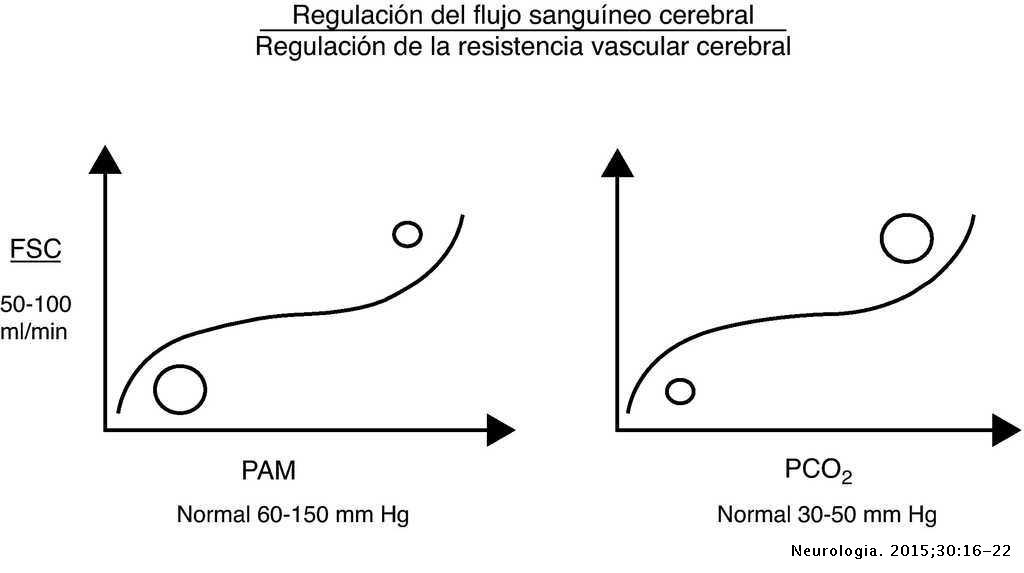 Regulación del flujo sanguíneo cerebral
Regulación de la resistencia vascular cerebral
FSC
50-100
ml/min
PAM
Normal 60-150 mm Hg
PCO₂
Normal 30-50 mm Hg
Neurologia. 2015;30:16–22